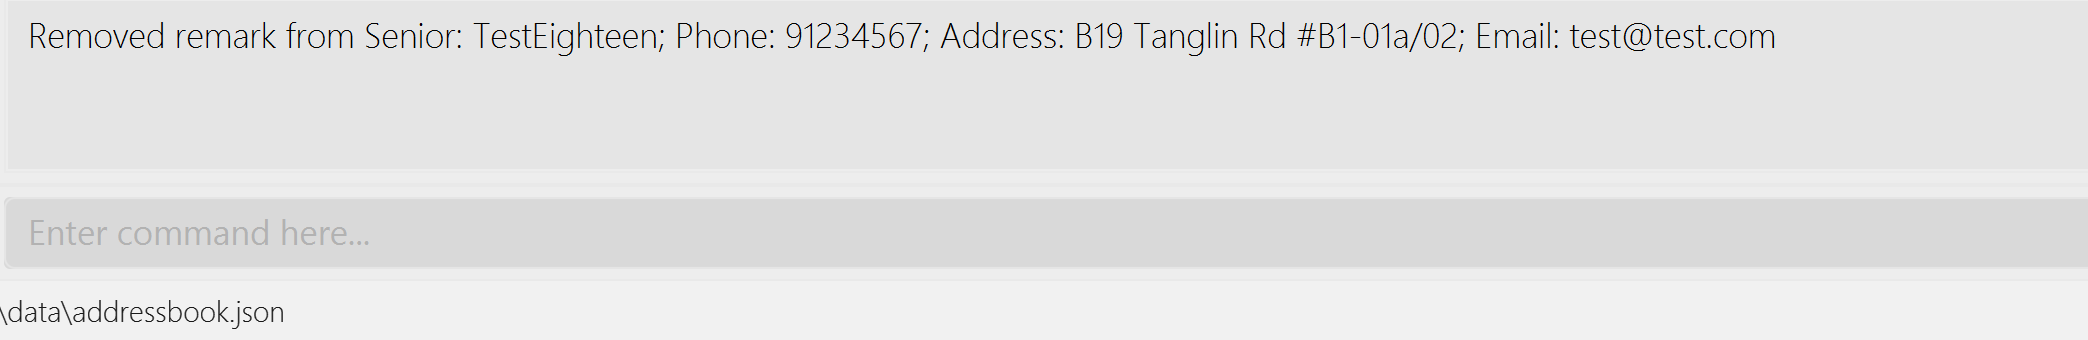 Removed remark from Senior: TestEighteen; Phone: 91234567; Address: B19 Tanglin Rd #B1-01a/02; Email: test@test.com
Enter command here...
\data\addressbook.json